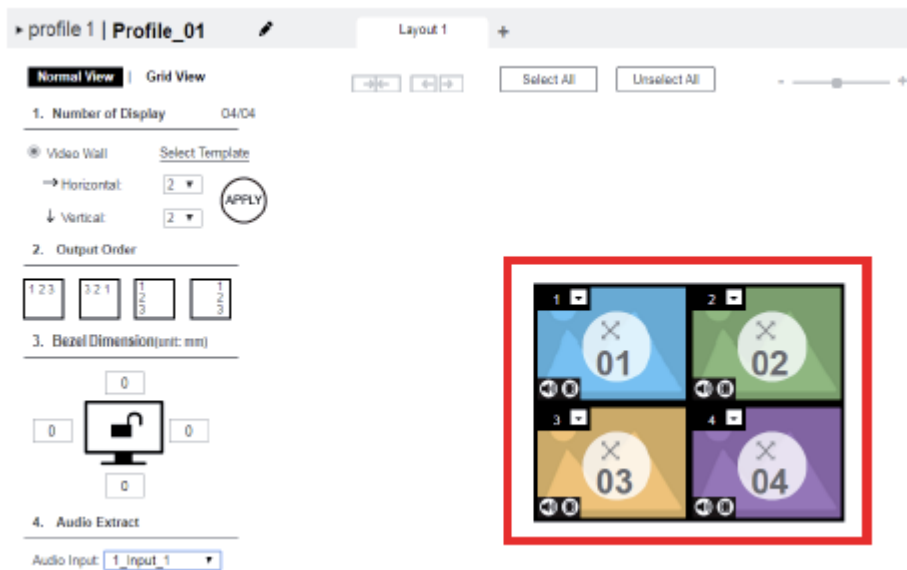 profile 1 | Profile_01
Layout 1
+
Normal View | Grid View
Select All
Unselect All
- +
1. Number of Display 04/04
Video Wall Select Template
Horizontal: 2
APPLY
Vertical: 2
2. Output Order
1 2 3
3 2 1
1
2
3
1
2
3
3. Bezel Dimension(unit: mm)
0
0
0
0
4. Audio Extract
Audio Input: 1_Input_1
1
01
2
02
3
03
4
04